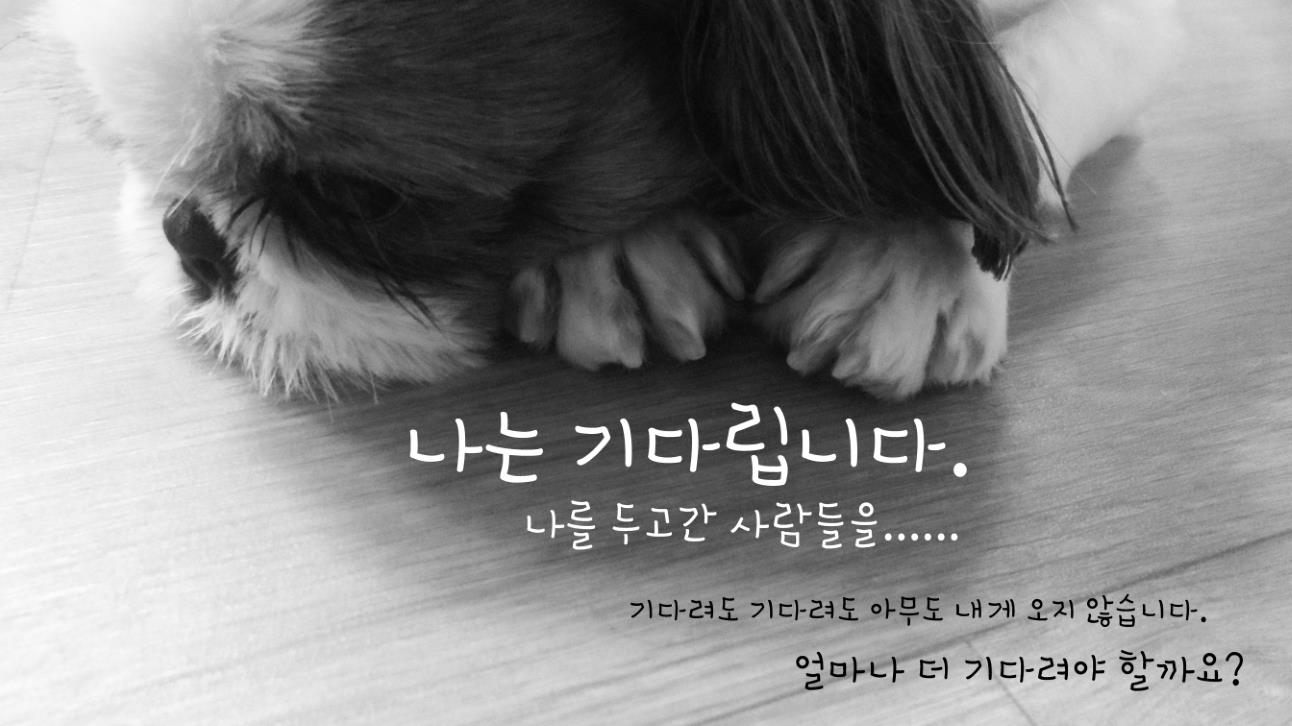 나는 기다립니다.
나를 두고간 사람들을......
기다려도 기다려도 아무도 내게 오지 않습니다.
얼마나 더 기다려야 할까요?